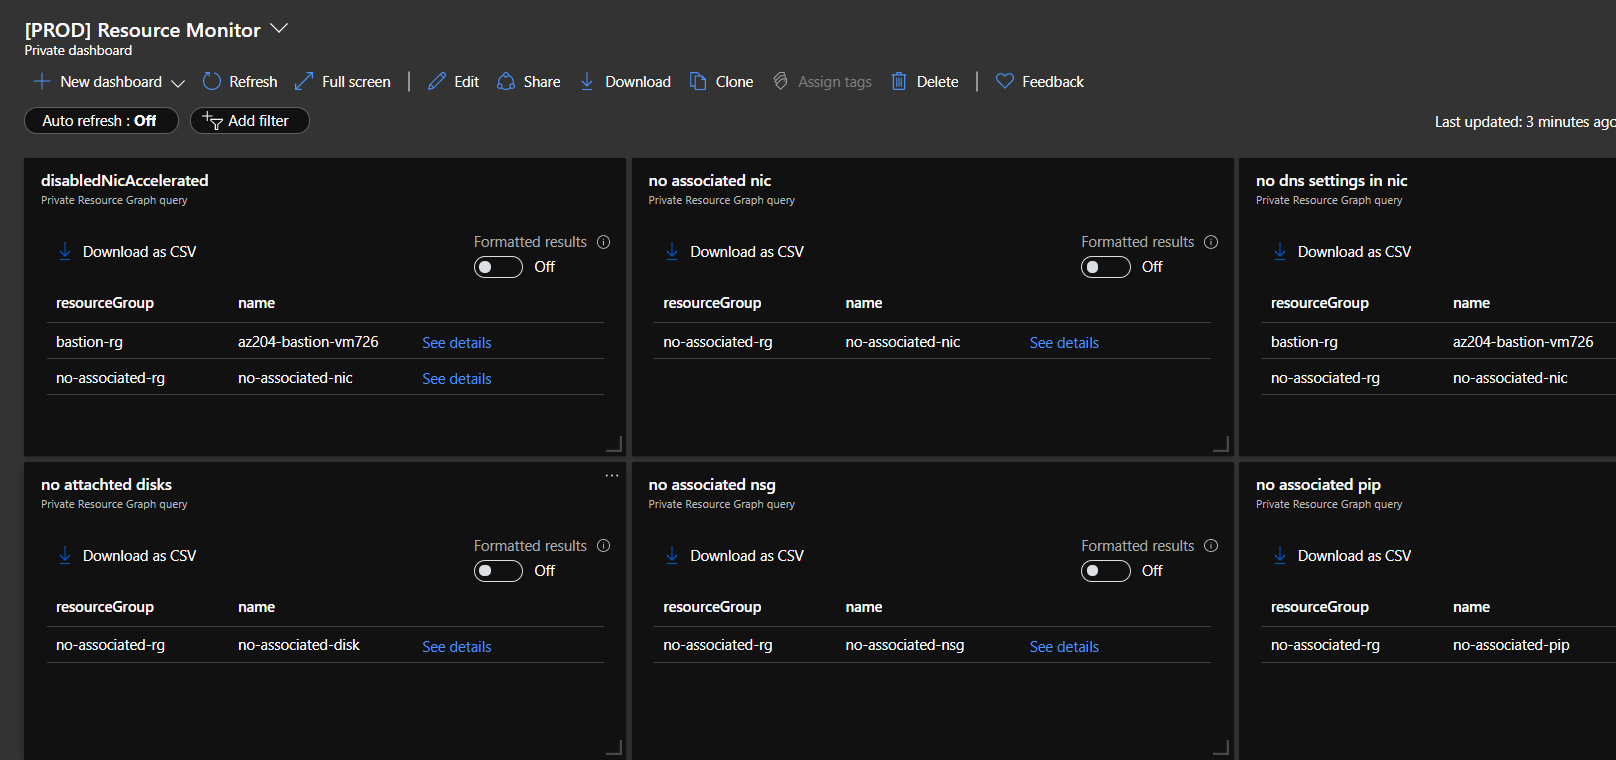 [PROD] Resource Monitor
Private dashboard
New dashboard Refresh Full screen Edit Share Download Clone Assign tags Delete Feedback
Auto refresh : Off Add filter Last updated: 3 minutes ago
disabledNicAccelerated
Private Resource Graph query
Download as CSV
Formatted results
Off
resourceGroup name
bastion-rg az204-bastion-vm726 See details
no-associated-rg no-associated-nic See details
no associated nic
Private Resource Graph query
Download as CSV
Formatted results
Off
resourceGroup name
no-associated-rg no-associated-nic See details
no dns settings in nic
Private Resource Graph query
Download as CSV
resourceGroup name
bastion-rg az204-bastion-vm726
no-associated-rg no-associated-nic
no attachted disks
Private Resource Graph query
Download as CSV
Formatted results
Off
resourceGroup name
no-associated-rg no-associated-disk See details
no associated nsg
Private Resource Graph query
Download as CSV
Formatted results
Off
resourceGroup name
no-associated-rg no-associated-nsg See details
no associated pip
Private Resource Graph query
Download as CSV
resourceGroup name
no-associated-rg no-associated-pip